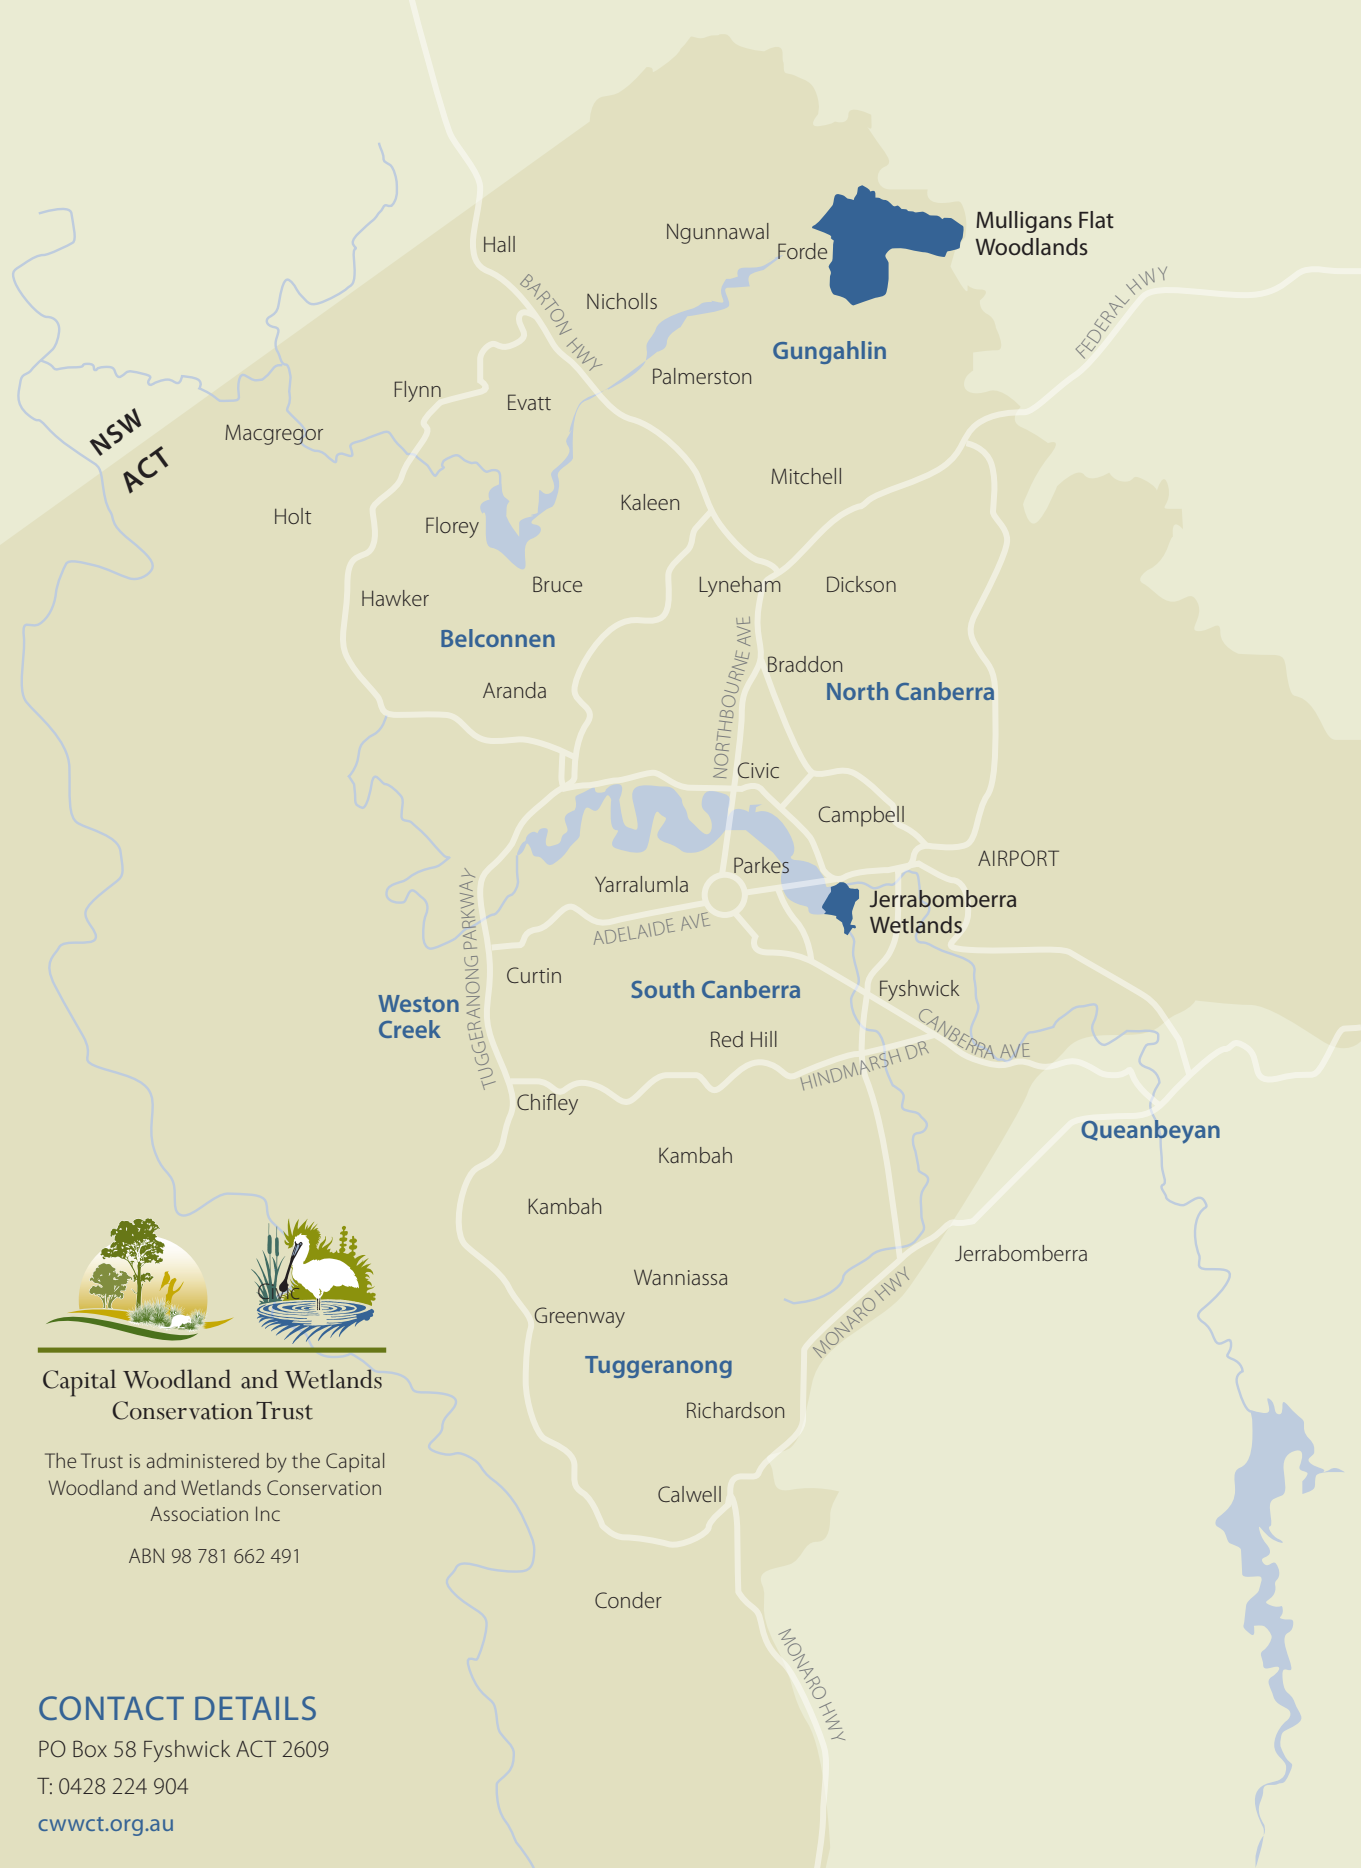 Mulligans Flat
Woodlands
Ngunnawal
Forde
Hall
BARTON HWY
Nicholls
FEDERAL HWY
Gungahlin
Palmerston
Flynn
Evatt
NSW
ACT
Macgregor
Mitchell
Kaleen
Holt
Florey
Bruce
Lyneham
Dickson
Hawker
Belconnen
NORTHBOURNE AVE
Braddon
Aranda
North Canberra
Civic
Campbell
AIRPORT
Parkes
Yarralumla
Jerrabomberra
Wetlands
ADELAIDE AVE
TUGGERANONG PARKWAY
Curtin
South Canberra
Fyshwick
Weston
Creek
CANBERRA AVE
Red Hill
HINDMARSH DR
Chifley
Queanbeyan
Kambah
Kambah
Jerrabomberra
Wanniassa
Civic
MONARO HWY
Greenway
Tuggeranong
Richardson
Capital Woodland and Wetlands
Conservation Trust
The Trust is administered by the Capital
Woodland and Wetlands Conservation
Association Inc
ABN 98 781 662 491
Calwell
Conder
MONARO HWY
CONTACT DETAILS
PO Box 58 Fyshwick ACT 2609
T: 0428 224 904
cwwct.org.au